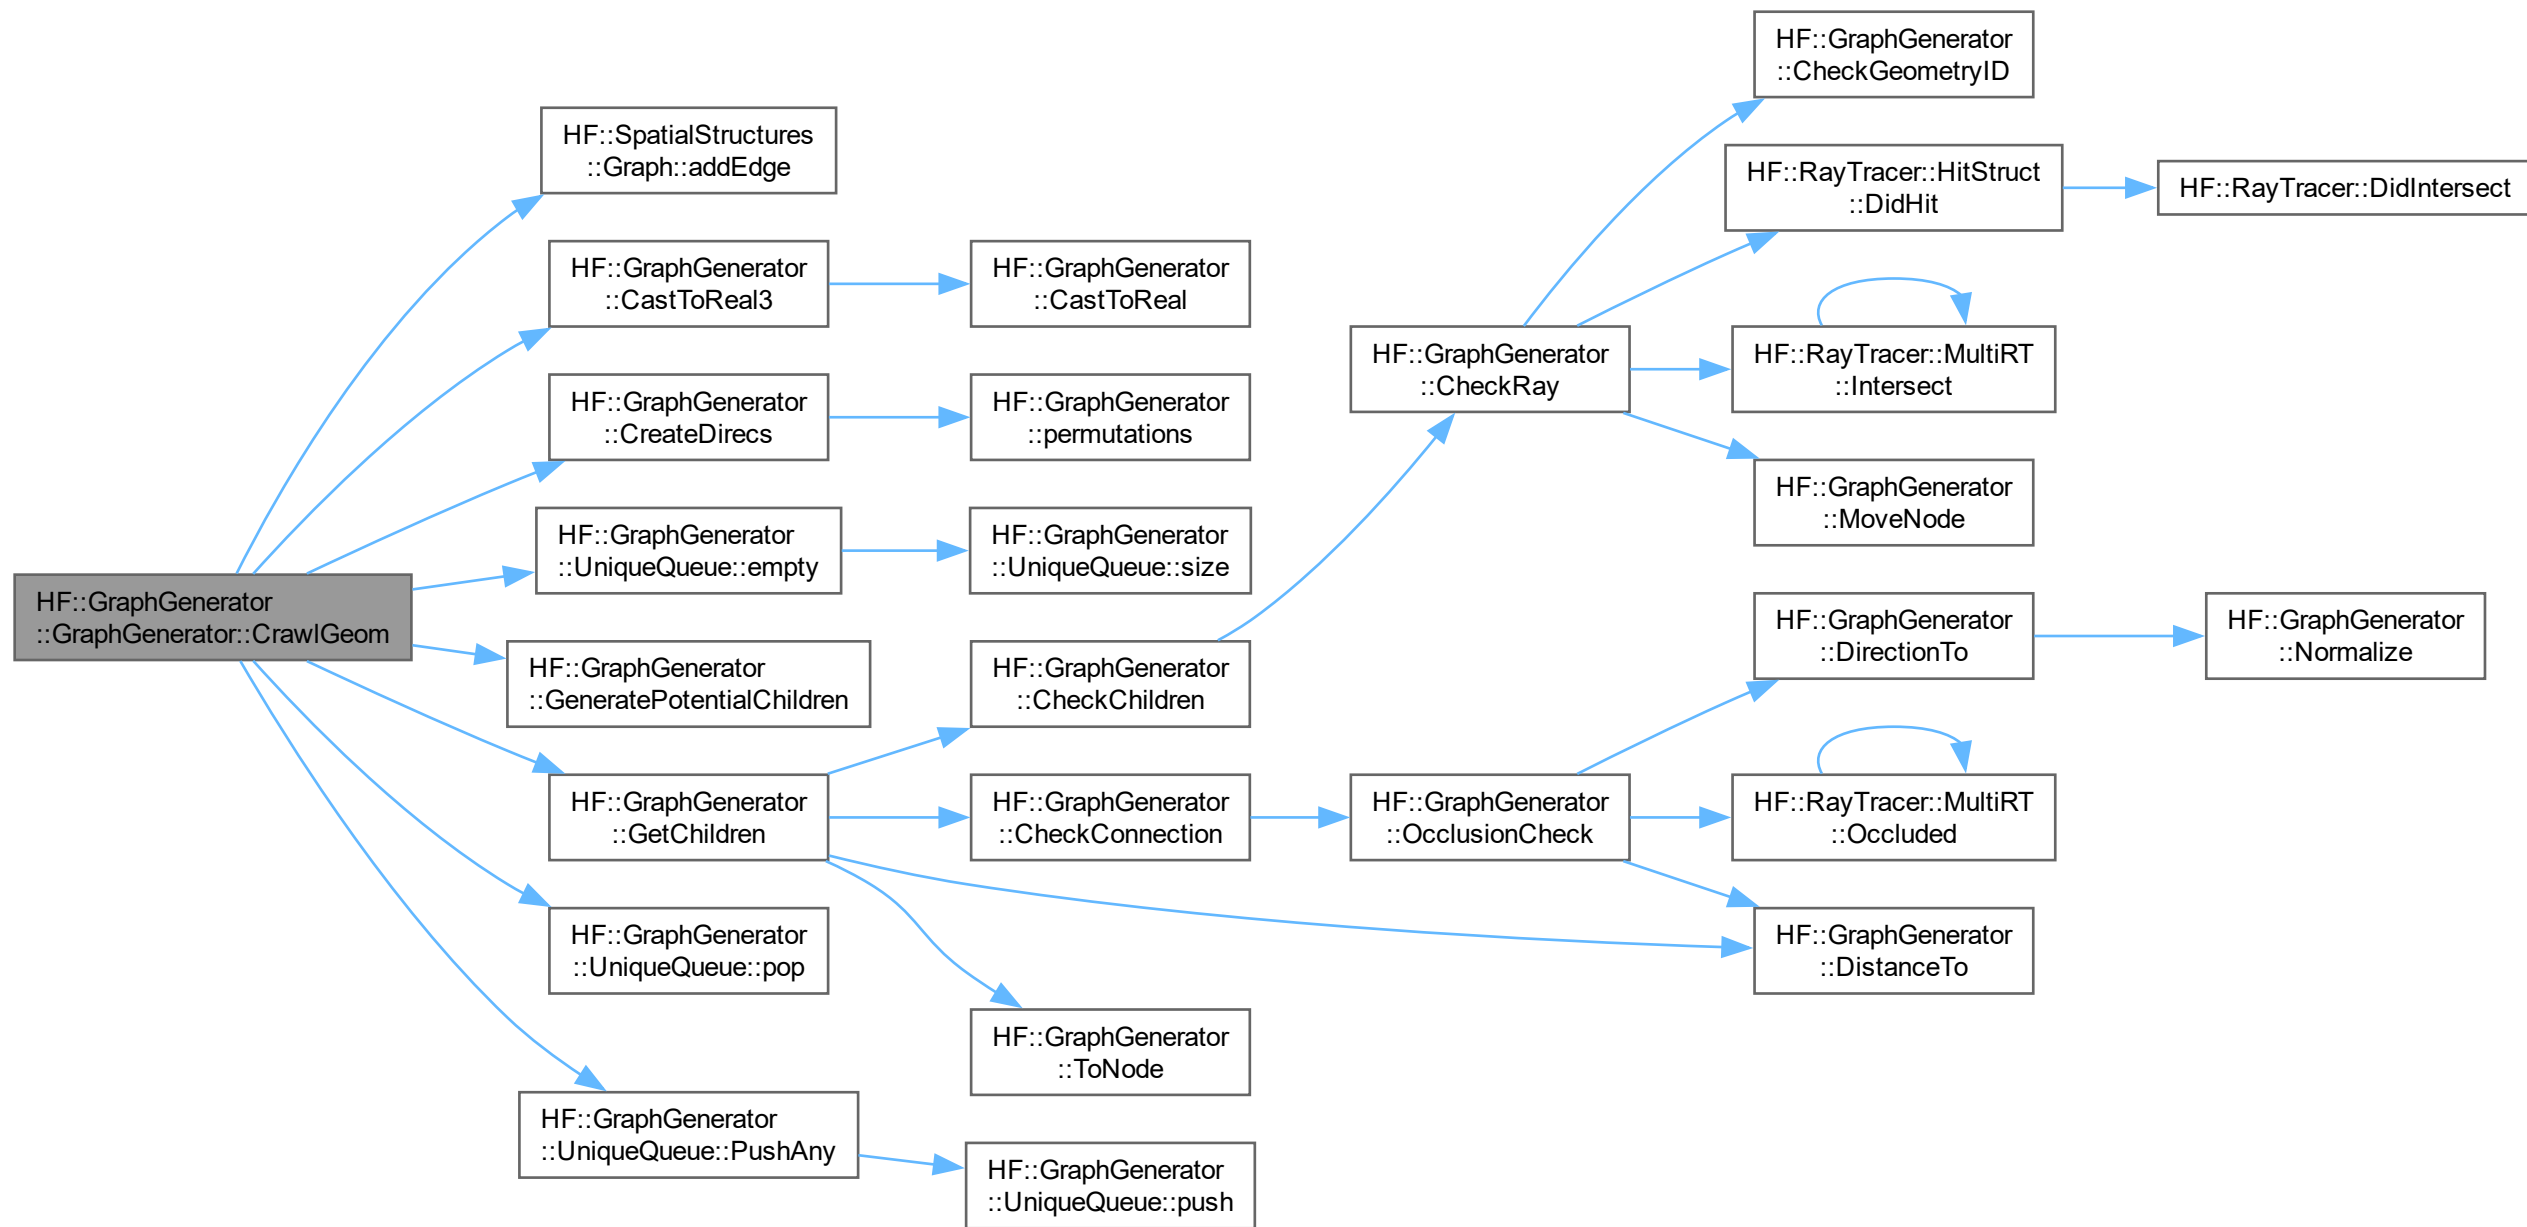 HF::GraphGenerator
::GraphGenerator::CrawlGeom
HF::SpatialStructures
::Graph::addEdge
HF::GraphGenerator
::CastToReal3
HF::GraphGenerator
::CastToReal
HF::GraphGenerator
::CreateDirecs
HF::GraphGenerator
::permutations
HF::GraphGenerator
::UniqueQueue::empty
HF::GraphGenerator
::UniqueQueue::size
HF::GraphGenerator
::GeneratePotentialChildren
HF::GraphGenerator
::GetChildren
HF::GraphGenerator
::CheckChildren
HF::GraphGenerator
::CheckRay
HF::GraphGenerator
::CheckGeometryID
HF::RayTracer::HitStruct
::DidHit
HF::RayTracer::DidIntersect
HF::RayTracer::MultiRT
::Intersect
HF::GraphGenerator
::MoveNode
HF::GraphGenerator
::CheckConnection
HF::GraphGenerator
::OcclusionCheck
HF::GraphGenerator
::DirectionTo
HF::GraphGenerator
::Normalize
HF::RayTracer::MultiRT
::Occluded
HF::GraphGenerator
::DistanceTo
HF::GraphGenerator
::ToNode
HF::GraphGenerator
::UniqueQueue::pop
HF::GraphGenerator
::UniqueQueue::PushAny
HF::GraphGenerator
::UniqueQueue::push